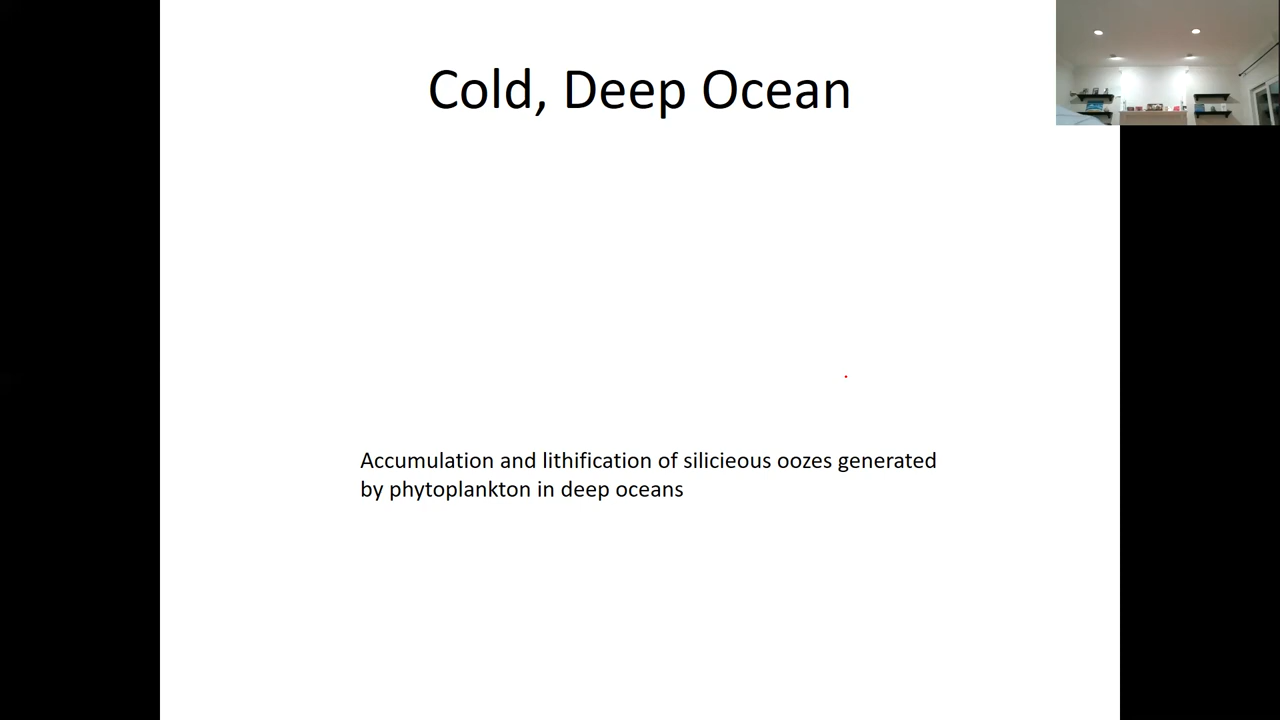 Cold, Deep Ocean
Accumulation and lithification of silicieous oozes generated
by phytoplankton in deep oceans